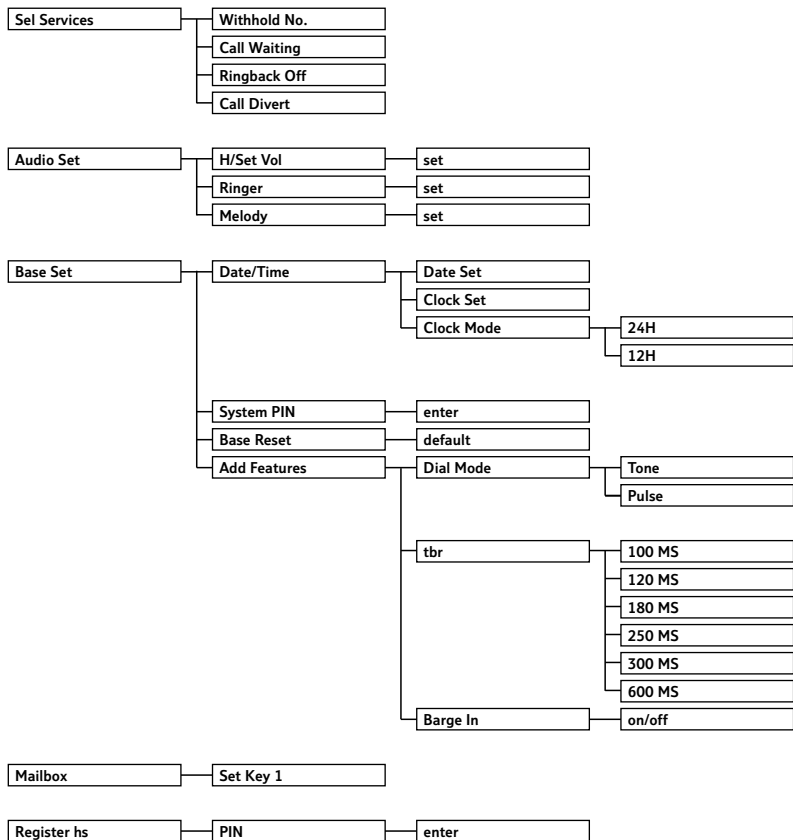 Sel Services Withhold No.
Call Waiting
Ringback Off
Call Divert
Audio Set H/Set Vol set
Ringer set
Melody set
Base Set Date/Time Date Set
Clock Set
Clock Mode 24H
12H
System PIN enter
Base Reset default
Add Features Dial Mode Tone
Pulse
tbr 100 MS
120 MS
180 MS
250 MS
300 MS
600 MS
Barge In on/off
Mailbox Set Key 1
Register hs PIN enter